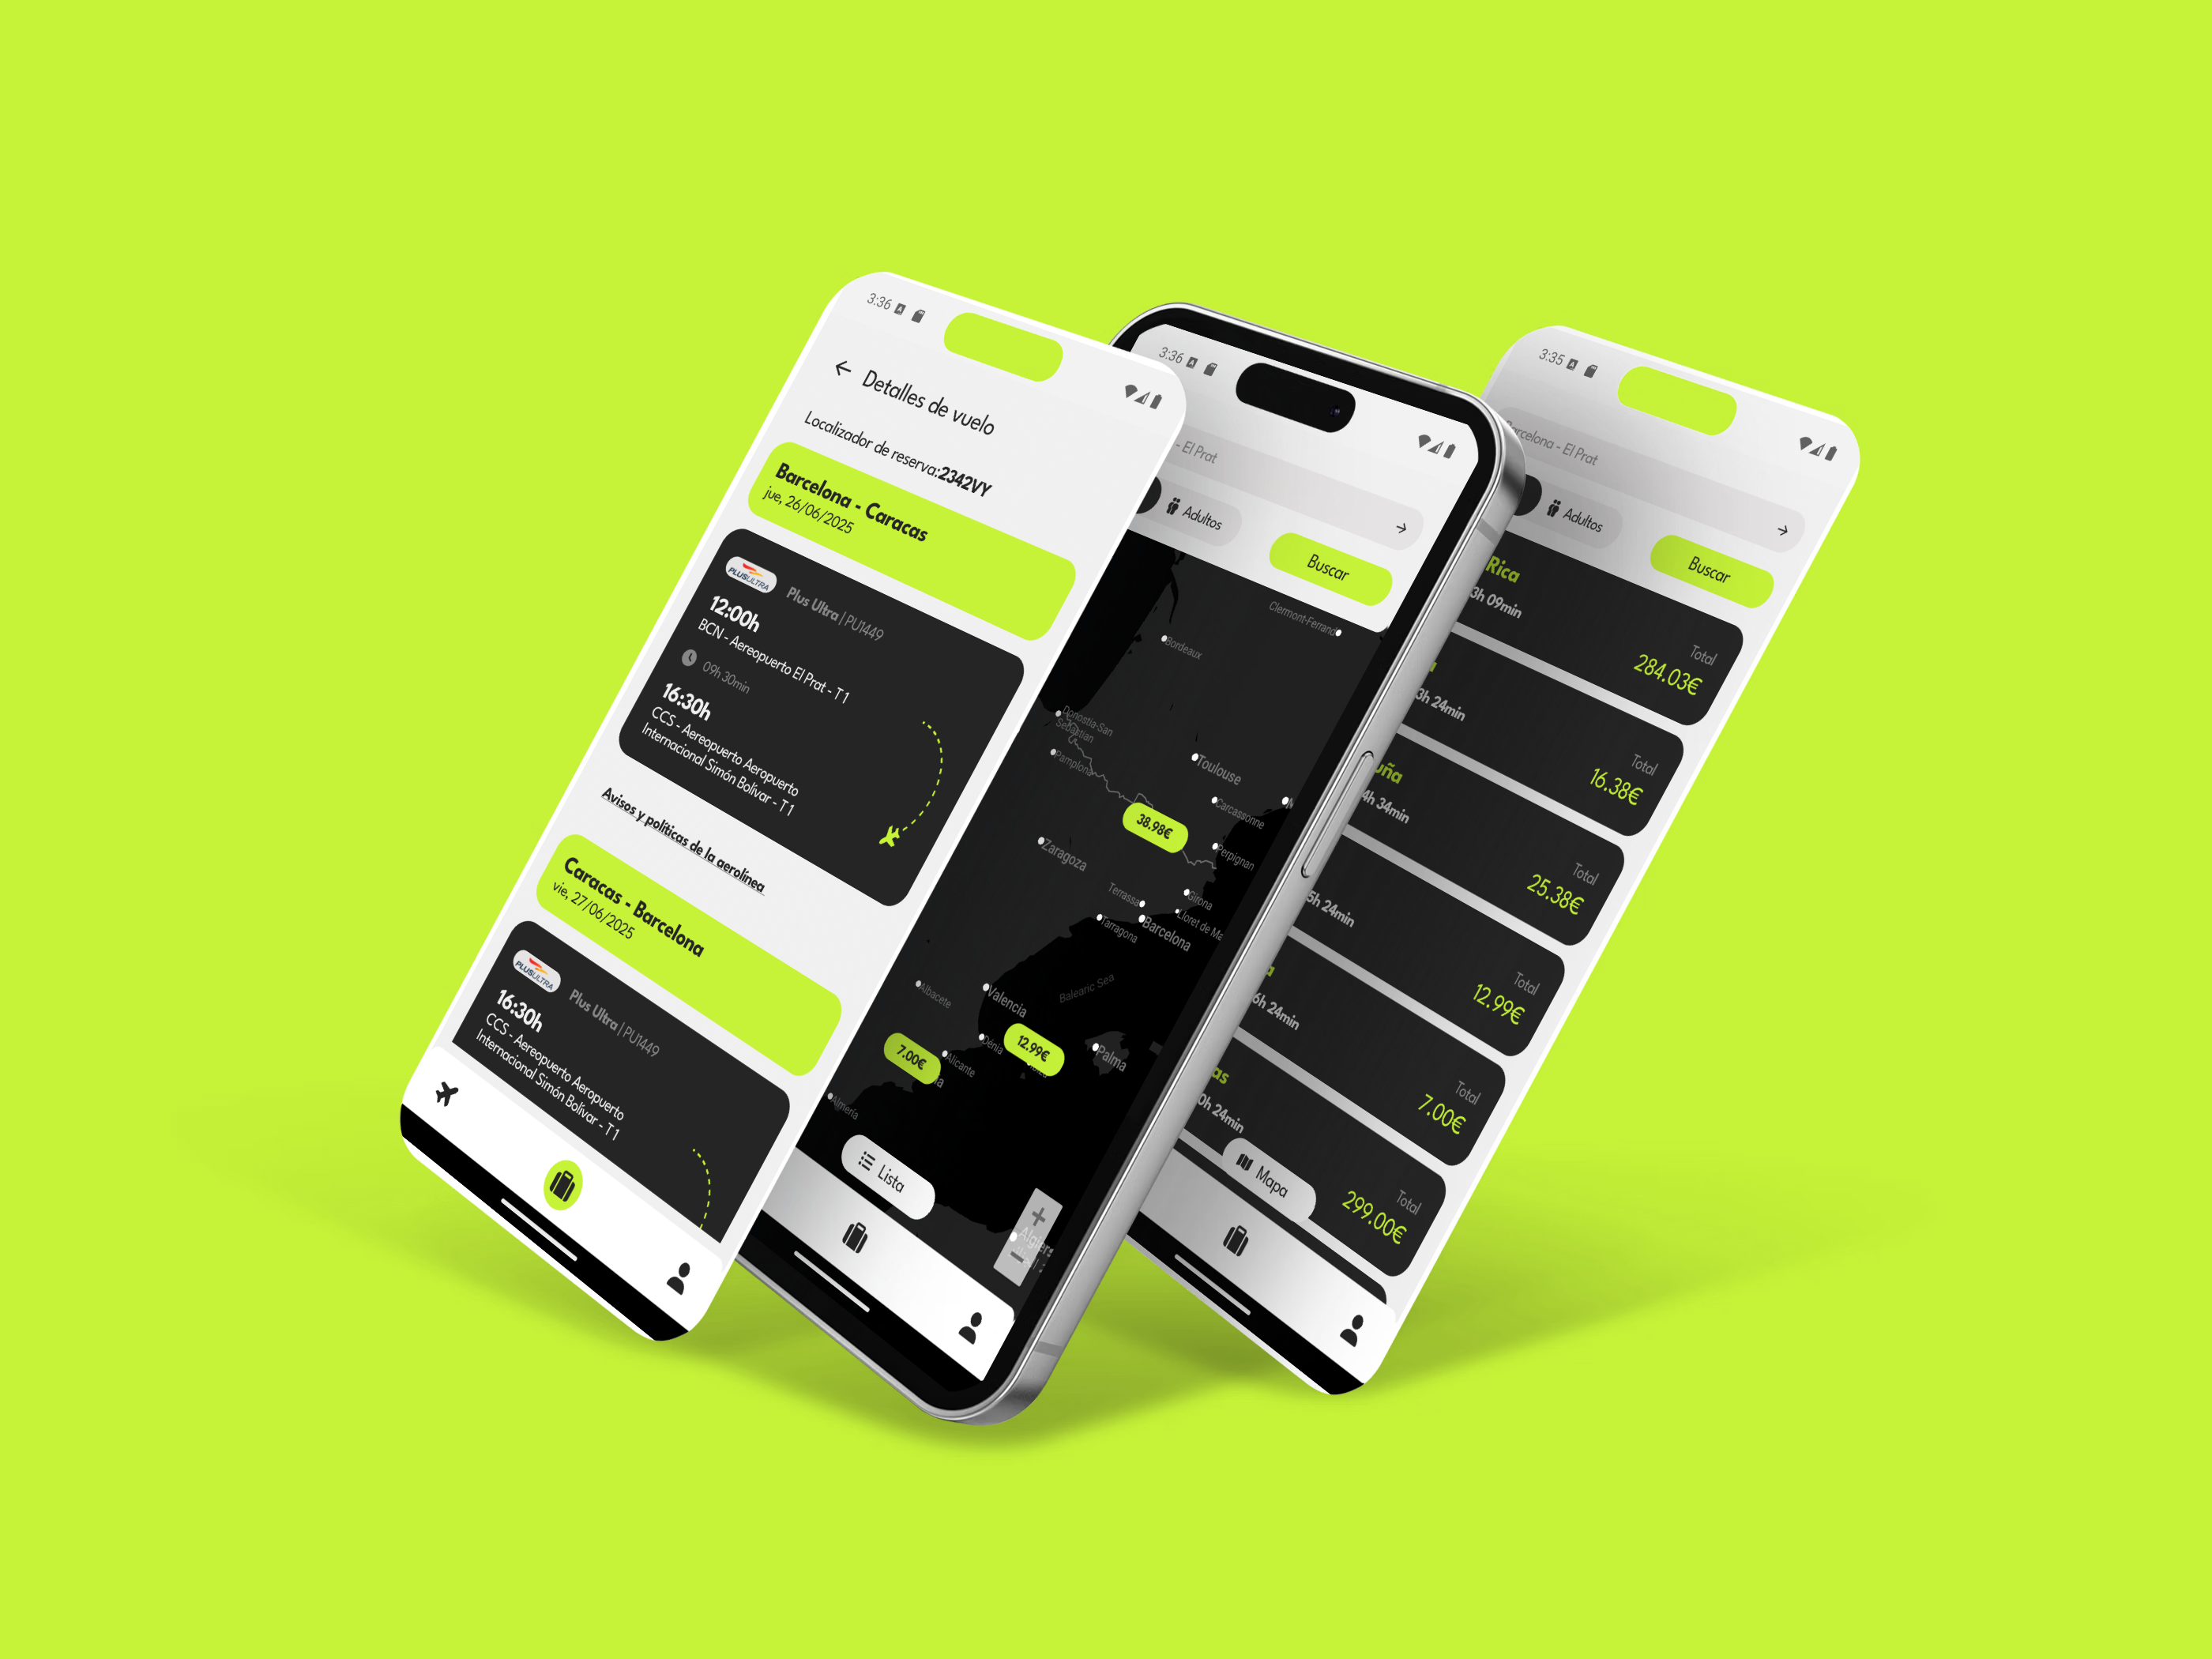 3:36
Detalles de vuelo
Localizador de reserva:2342VY
Barcelona - Caracas
jue, 26/06/2025
PLUSULTRA
Plus Ultra | PU1449
12:00h
BCN - Aereopuerto El Prat - T1
09h 30min
16:30h
CCS - Aereopuerto Aeropuerto
Internacional Simón Bolívar - T1
Avisos y políticas de la aerolínea
Caracas - Barcelona
vie, 27/06/2025
PLUSULTRA
Plus Ultra | PU1449
16:30h
CCS - Aereopuerto Aeropuerto
Internacional Simón Bolívar - T1
3:36
- El Prat
Adultos
Buscar
Clermont-Ferrand
Bordeaux
Donostia-San
Sebastian
Pamplona
Toulouse
Carcassonne
38.98€
Perpignan
Zaragoza
Terrassa
Girona
Lloret de Ma
Tarragona
Barcelona
Balearic Sea
Albacete
Valencia
Dénia
12.99€
Palma
7.00€
Alicante
Almería
Lista
+
Algiers
−
3:35
Barcelona - El Prat
Adultos
Buscar
Rica
3h 09min
Total
284.03€
3h 24min
Total
16.38€
uña
4h 34min
Total
25.38€
5h 24min
Total
12.99€
a
6h 24min
Total
7.00€
as
0h 24min
Total
299.00€
Mapa